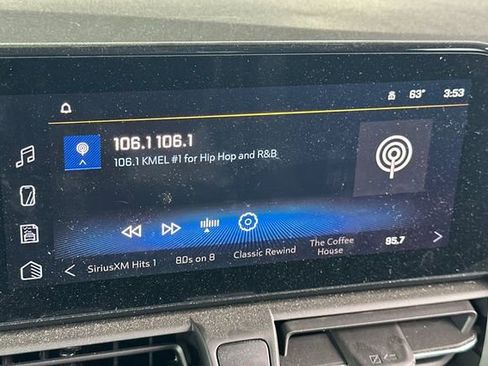 63° 3:53
106.1 106.1
106.1 KMEL #1 for Hip Hop and R&B
SiriusXM Hits 1 80s on 8 Classic Rewind The Coffee House 95.7